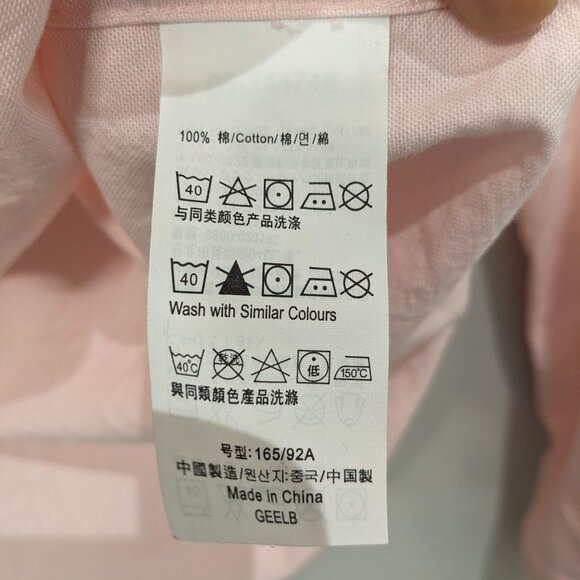 100% 棉/Cotton/棉/면/綿
40
与同类颜色产品洗涤
40
Wash with Similar Colours
40℃ 乾洗 低 150℃
與同類顏色產品洗滌
号型:165/92A
中國製造/원산지:중국/中国製
Made in China
GEELB